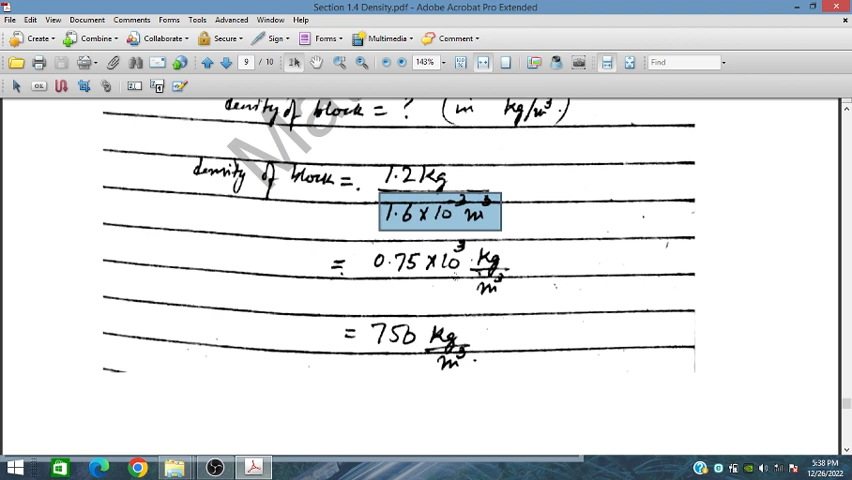 Section 1.4 Density.pdf - Adobe Acrobat Pro Extended
File Edit View Document Comments Forms Tools Advanced Window Help
Create Combine Collaborate Secure Sign Forms Multimedia Comment
9 / 10 143% Find
density of block = ? (in kg/m³)
density of block = 1.2 kg
1.6 × 10⁻³ m³
= 0.75 × 10³ kg
m³
= 750 kg
m³
5:38 PM
12/26/2022